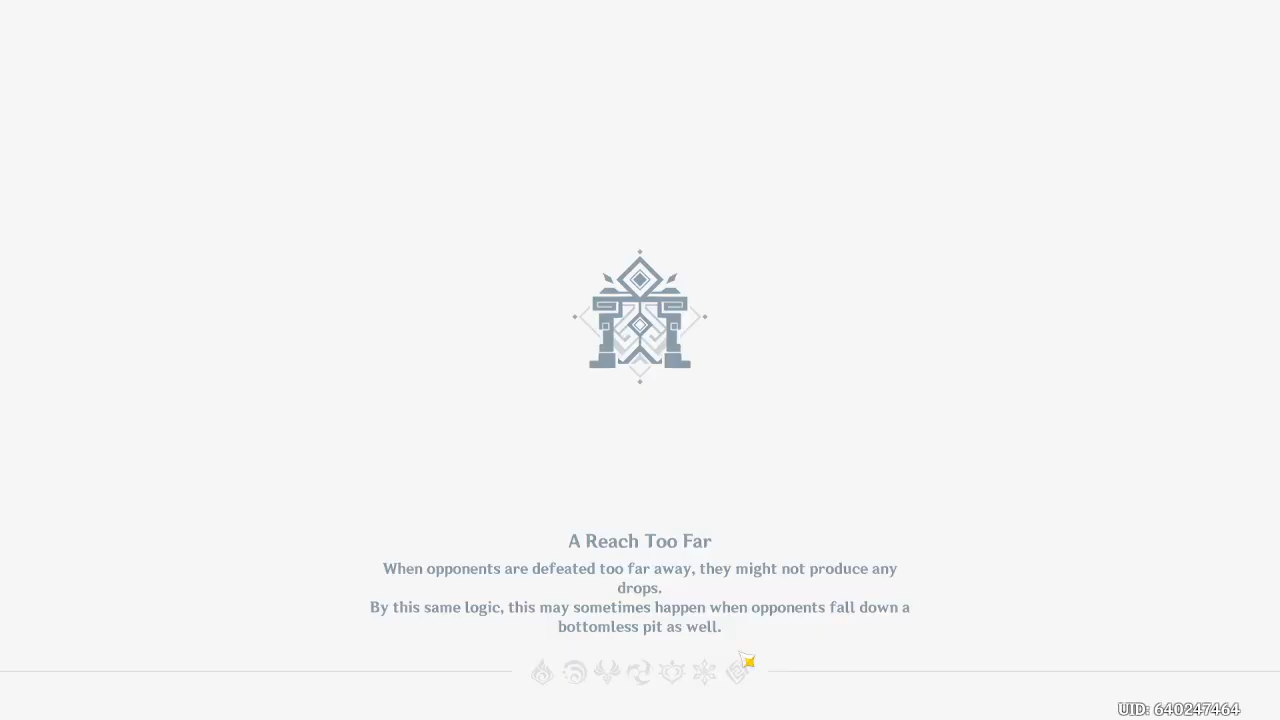 A Reach Too Far
When opponents are defeated too far away, they might not produce any
drops.
By this same logic, this may sometimes happen when opponents fall down a
bottomless pit as well.
UID: 640247464